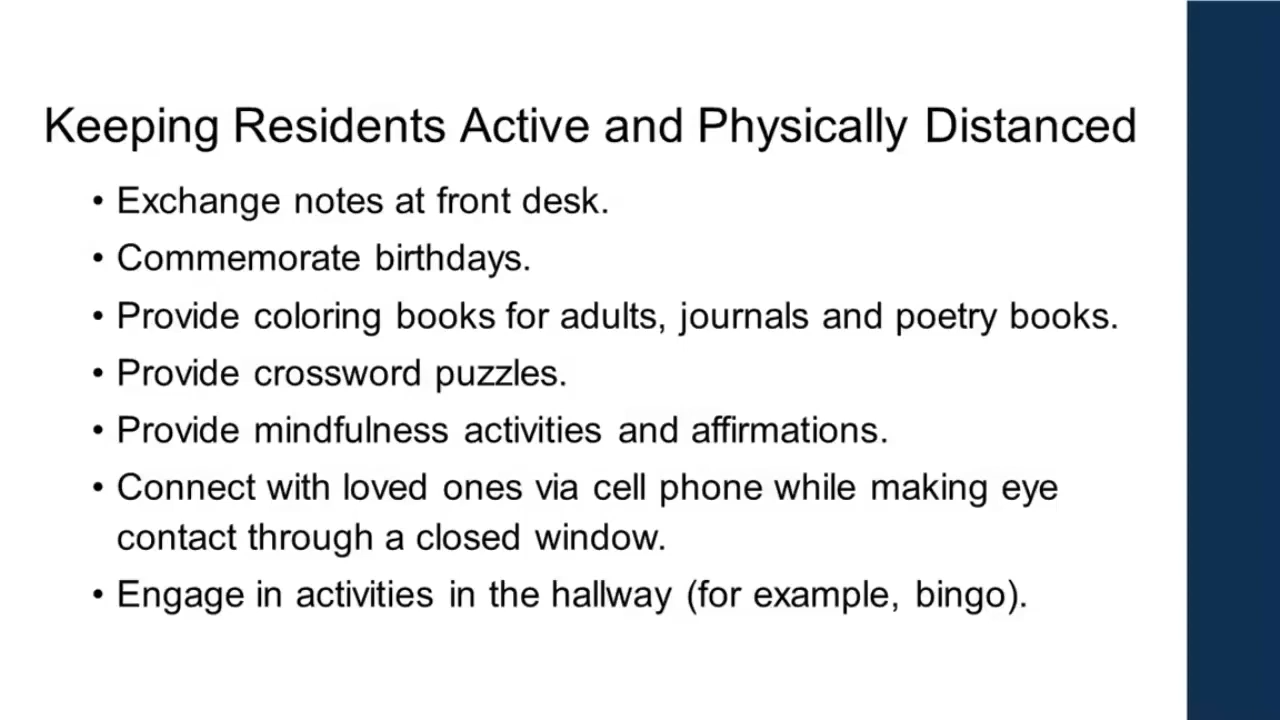 Keeping Residents Active and Physically Distanced
• Exchange notes at front desk.
• Commemorate birthdays.
• Provide coloring books for adults, journals and poetry books.
• Provide crossword puzzles.
• Provide mindfulness activities and affirmations.
• Connect with loved ones via cell phone while making eye
contact through a closed window.
• Engage in activities in the hallway (for example, bingo).